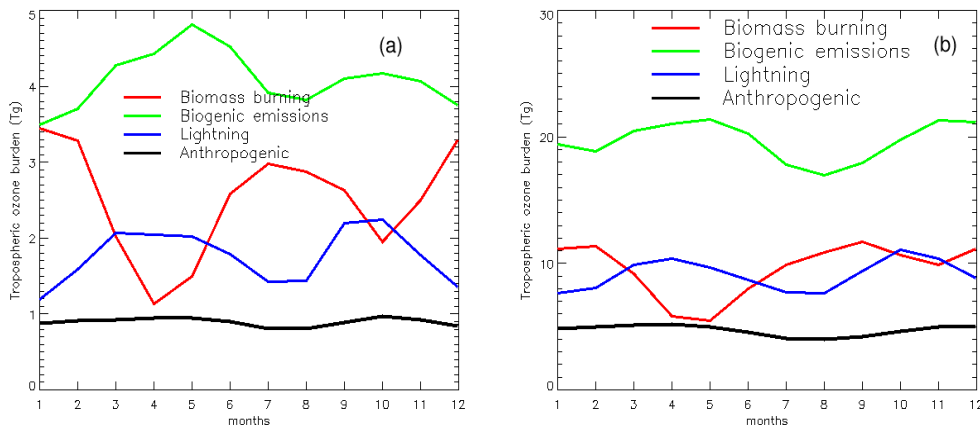 5
4
3
2
1
0
Tropospheric ozone burden (Tg)
(a)
Biomass burning
Biogenic emissions
Lightning
Anthropogenic
1 2 3 4 5 6 7 8 9 10 11 12
months
30
20
10
0
Tropospheric ozone burden (Tg)
(b)
Biomass burning
Biogenic emissions
Lightning
Anthropogenic
1 2 3 4 5 6 7 8 9 10 11 12
months